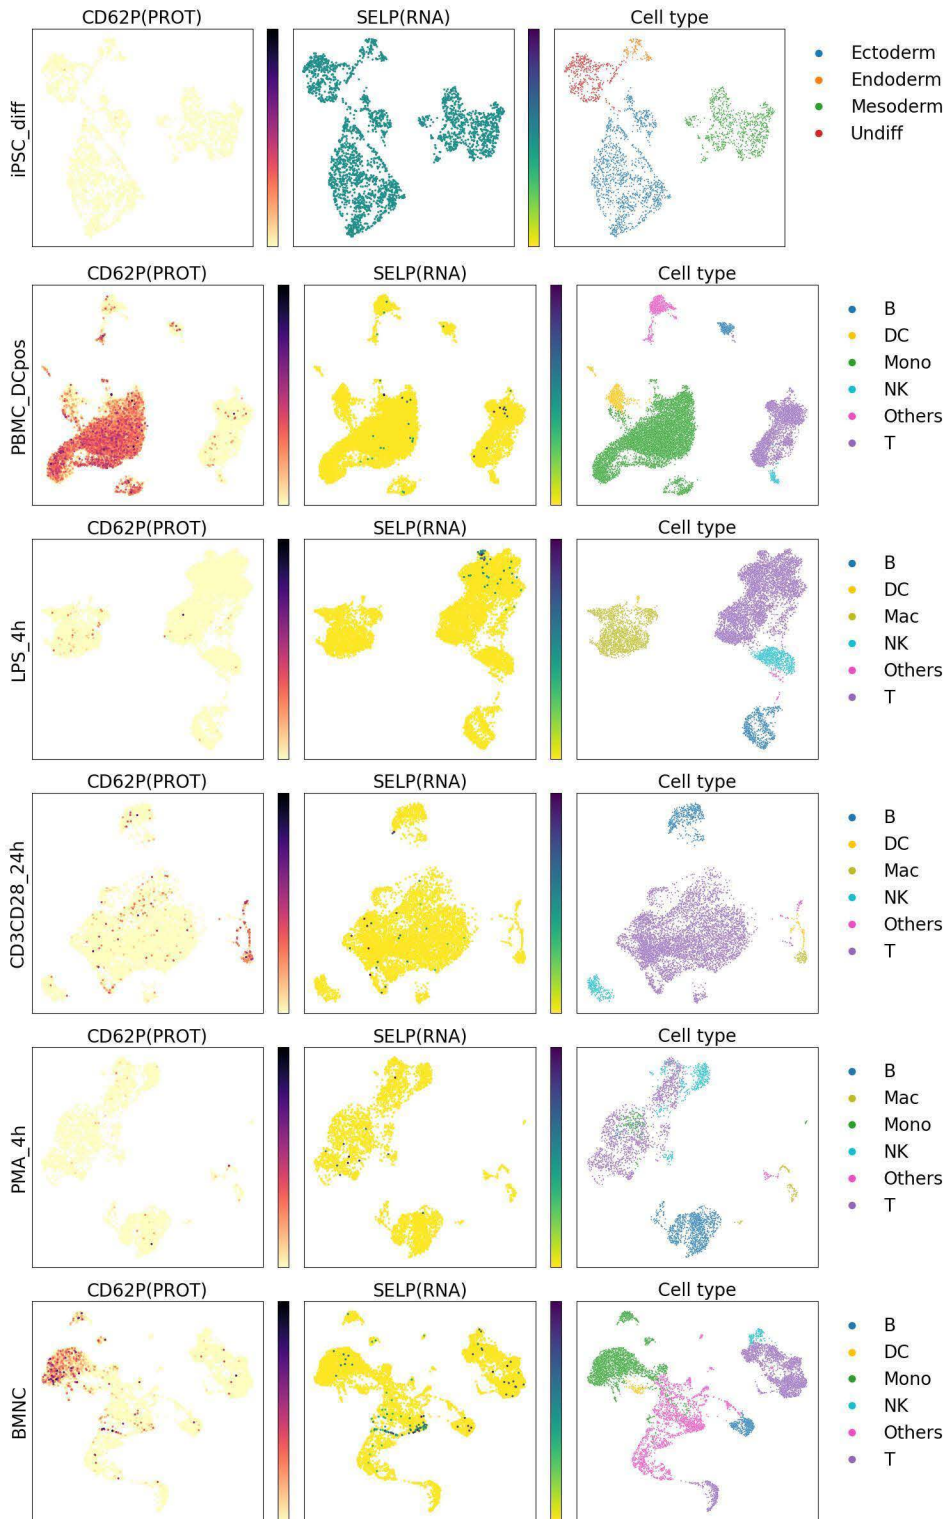 CD62P(PROT)
SELP(RNA)
Cell type
iPSC_diff
Ectoderm
Endoderm
Mesoderm
Undiff
CD62P(PROT)
SELP(RNA)
Cell type
PBMC_DCpos
B
DC
Mono
NK
Others
T
CD62P(PROT)
SELP(RNA)
Cell type
LPS_4h
B
DC
Mac
NK
Others
T
CD62P(PROT)
SELP(RNA)
Cell type
CD3CD28_24h
B
DC
Mac
NK
Others
T
CD62P(PROT)
SELP(RNA)
Cell type
PMA_4h
B
Mac
Mono
NK
Others
T
CD62P(PROT)
SELP(RNA)
Cell type
BMNC
B
DC
Mono
NK
Others
T